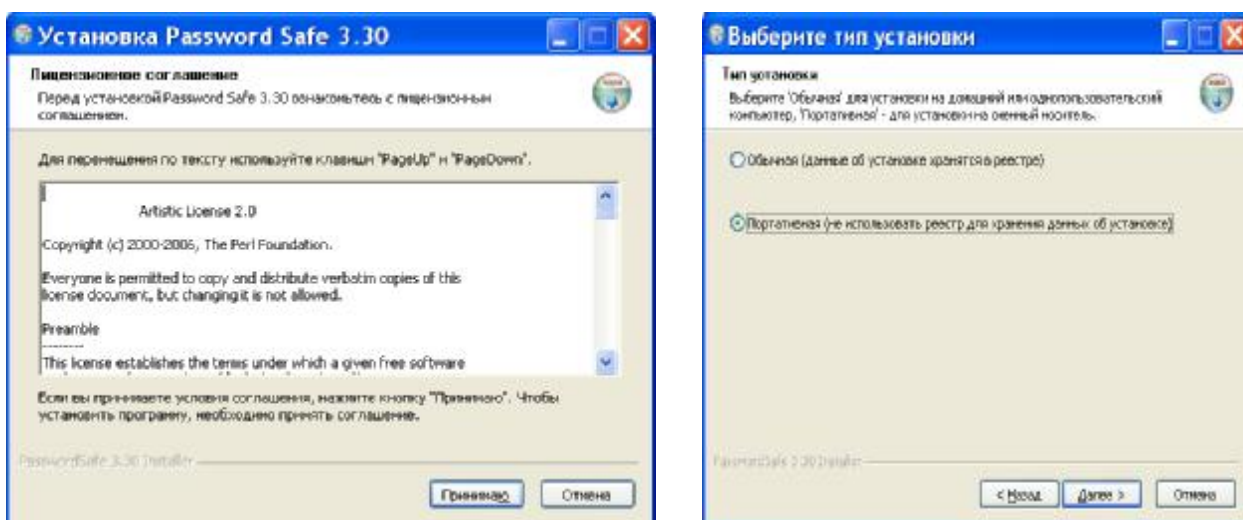 Установка Password Safe 3.30
Лицензионное соглашение
Перед установкой Password Safe 3.30 ознакомьтесь с лицензионным
соглашением.
Для перемещения по тексту используйте клавиши "PageUp" и "PageDown".
Artistic License 2.0
Copyright (c) 2000-2006, The Perl Foundation.
Everyone is permitted to copy and distribute verbatim copies of this
license document, but changing it is not allowed.
Preamble
--------
This license establishes the terms under which a given free software
Если вы принимаете условия соглашения, нажмите кнопку "Принимаю". Чтобы
установить программу, необходимо принять соглашение.
PasswordSafe 3.30 Installer
Принимаю
Отмена
Выберите тип установки
Тип установки
Выберите 'Обычная' для установки на домашний или однопользовательский
компьютер, 'Портативная' - для установки на сменный носитель.
Обычная (данные об установке хранятся в реестре)
Портативная (не использовать реестр для хранения данных об установке)
PasswordSafe 3.30 Installer
< Назад
Далее >
Отмена